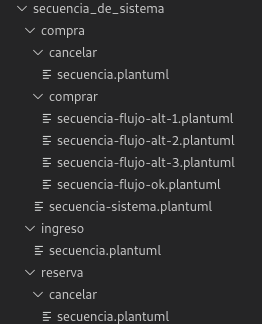 secuencia_de_sistema
compra
cancelar
secuencia.plantuml
comprar
secuencia-flujo-alt-1.plantuml
secuencia-flujo-alt-2.plantuml
secuencia-flujo-alt-3.plantuml
secuencia-flujo-ok.plantuml
secuencia-sistema.plantuml
ingreso
secuencia.plantuml
reserva
cancelar
secuencia.plantuml